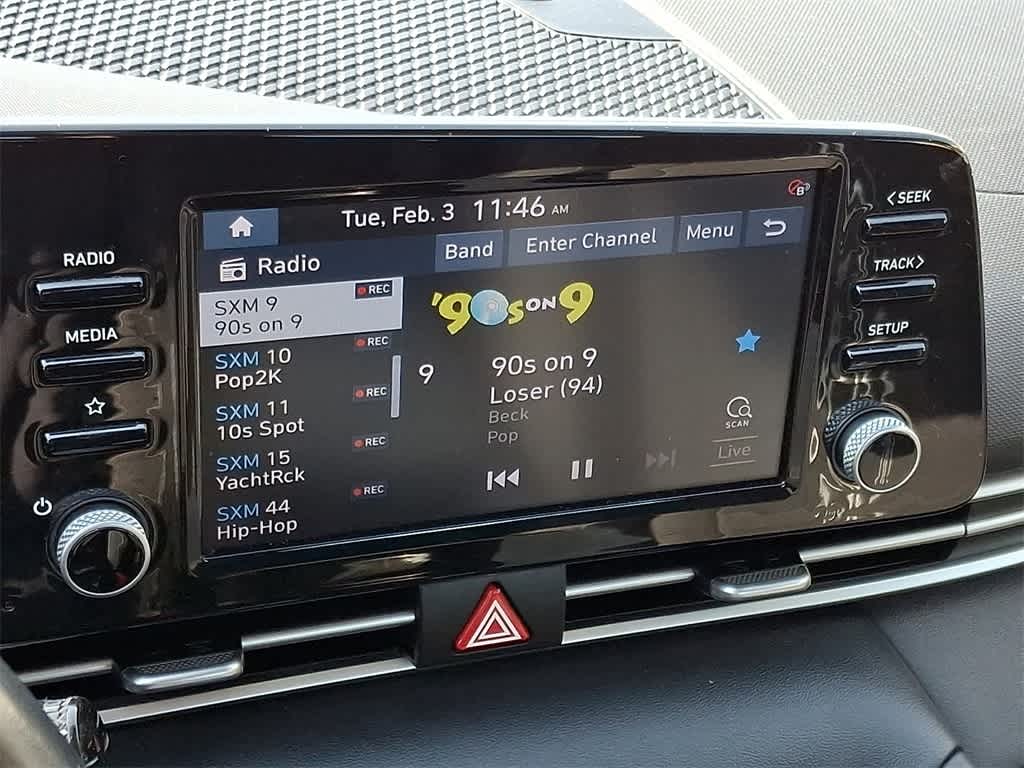 Tue, Feb. 3 11:46 AM
Radio
Band
Enter Channel
Menu
SXM 9
REC
90s on 9
SXM 10
REC
Pop2K
SXM 11
REC
10s Spot
SXM 15
REC
YachtRck
SXM 44
REC
Hip-Hop
'90s ON 9
9
90s on 9
Loser (94)
Beck
Pop
SCAN
Live
RADIO
MEDIA
< SEEK
TRACK >
SETUP